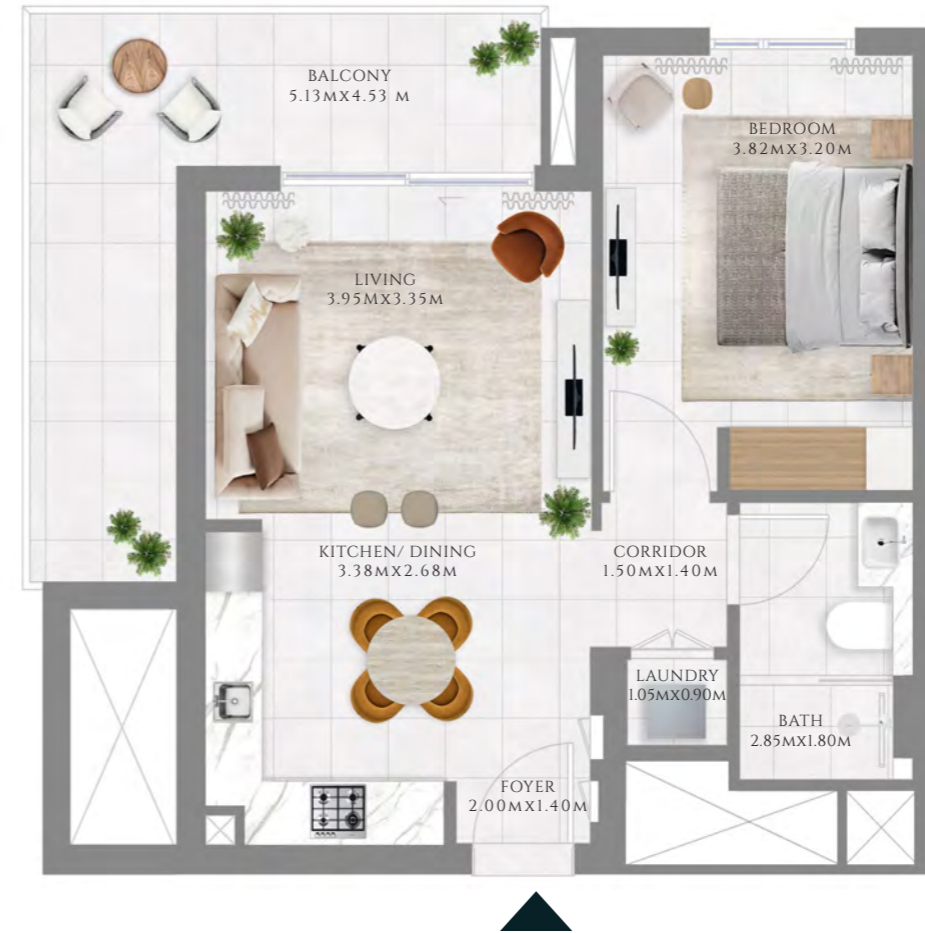 BALCONY
5.13MX4.53 M
BEDROOM
3.82MX3.20M
LIVING
3.95MX3.35M
KITCHEN/ DINING
3.38MX2.68M
CORRIDOR
1.50MX1.40M
LAUNDRY
1.05MX0.90M
BATH
2.85MX1.80M
FOYER
2.00MX1.40M